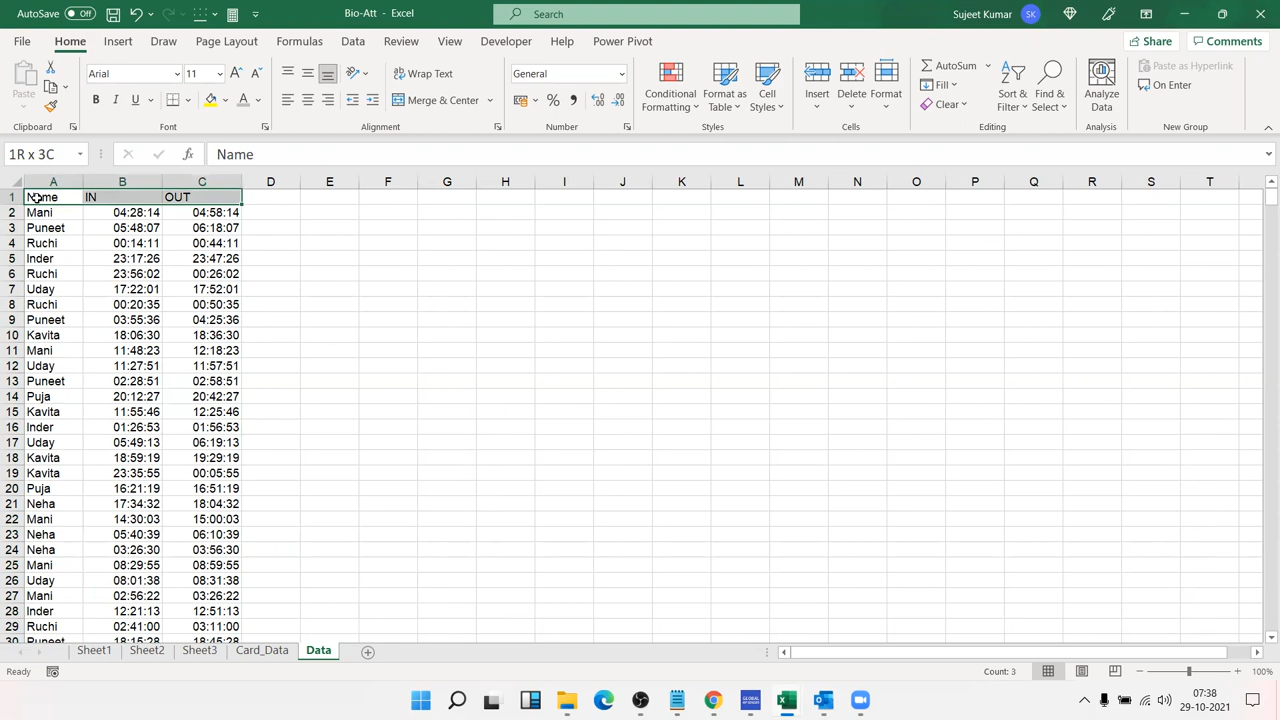 AutoSave Off
Bio-Att - Excel
Search
Sujeet Kumar SK
File Home Insert Draw Page Layout Formulas Data Review View Developer Help Power Pivot Share Comments
Paste
Clipboard
Arial 11
B I U
Font
Wrap Text
Merge & Center
Alignment
General
Number
Conditional Formatting
Format as Table
Cell Styles
Styles
Insert Delete Format
Cells
AutoSum
Fill
Clear
Sort & Filter
Find & Select
Editing
Analyze Data
Analysis
Paste as Hyperlink
On Enter
New Group
1R x 3C fx Name
A B C D E F G H I J K L M N O P Q R S T
1 Name IN OUT
2 Mani 04:28:14 04:58:14
3 Puneet 05:48:07 06:18:07
4 Ruchi 00:14:11 00:44:11
5 Inder 23:17:26 23:47:26
6 Ruchi 23:56:02 00:26:02
7 Uday 17:22:01 17:52:01
8 Ruchi 00:20:35 00:50:35
9 Puneet 03:55:36 04:25:36
10 Kavita 18:06:30 18:36:30
11 Mani 11:48:23 12:18:23
12 Uday 11:27:51 11:57:51
13 Puneet 02:28:51 02:58:51
14 Puja 20:12:27 20:42:27
15 Kavita 11:55:46 12:25:46
16 Inder 01:26:53 01:56:53
17 Uday 05:49:13 06:19:13
18 Kavita 18:59:19 19:29:19
19 Kavita 23:35:55 00:05:55
20 Puja 16:21:19 16:51:19
21 Neha 17:34:32 18:04:32
22 Mani 14:30:03 15:00:03
23 Neha 05:40:39 06:10:39
24 Neha 03:26:30 03:56:30
25 Mani 08:29:55 08:59:55
26 Uday 08:01:38 08:31:38
27 Mani 02:56:22 03:26:22
28 Inder 12:21:13 12:51:13
29 Ruchi 02:41:00 03:11:00
30 Puneet 18:15:28 18:45:28
Sheet1 Sheet2 Sheet3 Card_Data Data
Ready Count: 3 100%
07:38
29-10-2021